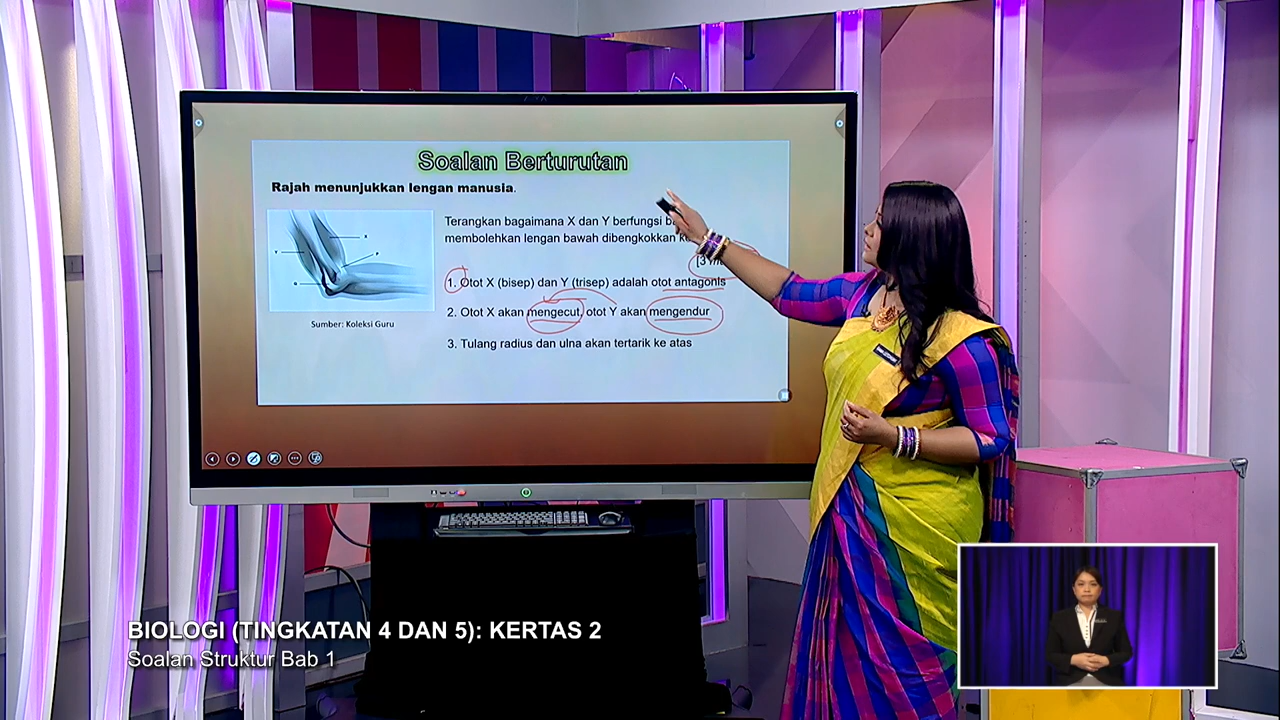 Soalan Berturutan
Rajah menunjukkan lengan manusia.
Terangkan bagaimana X dan Y berfungsi
membolehkan lengan bawah dibengkokkan
X
Y
P
Q
[3
1. Otot X (bisep) dan Y (trisep) adalah otot antagonis
2. Otot X akan mengecut, otot Y akan mengendur
Sumber: Koleksi Guru
3. Tulang radius dan ulna akan tertarik ke atas
BIOLOGI (TINGKATAN 4 DAN 5): KERTAS 2
Soalan Struktur Bab 1